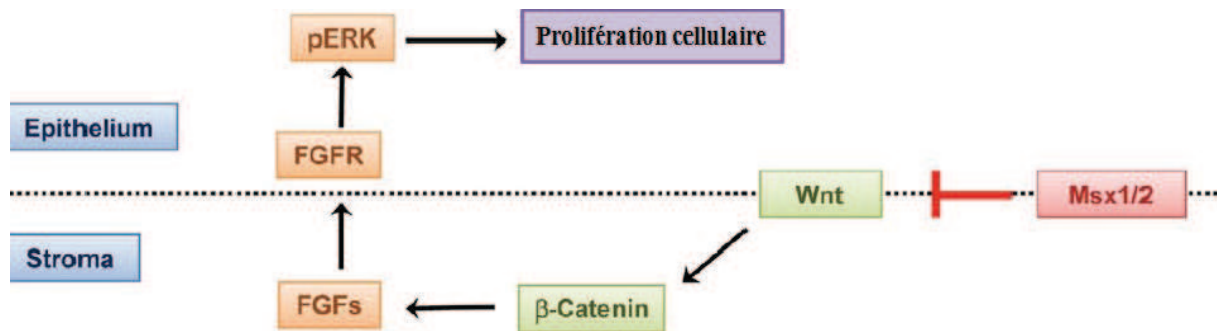 pERK
Prolifération cellulaire
Epithelium
FGFR
Wnt
Msx1/2
Stroma
FGFs
β-Catenin